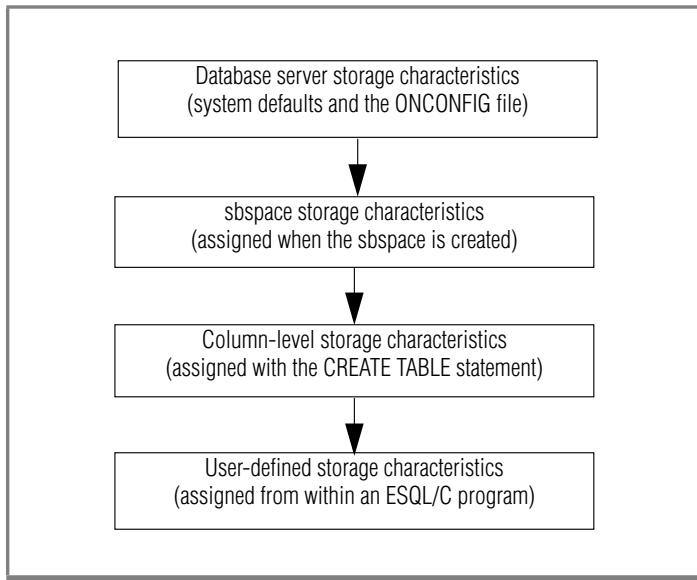 Database server storage characteristics
(system defaults and the ONCONFIG file)
sbspace storage characteristics
(assigned when the sbspace is created)
Column-level storage characteristics
(assigned with the CREATE TABLE statement)
User-defined storage characteristics
(assigned from within an ESQL/C program)